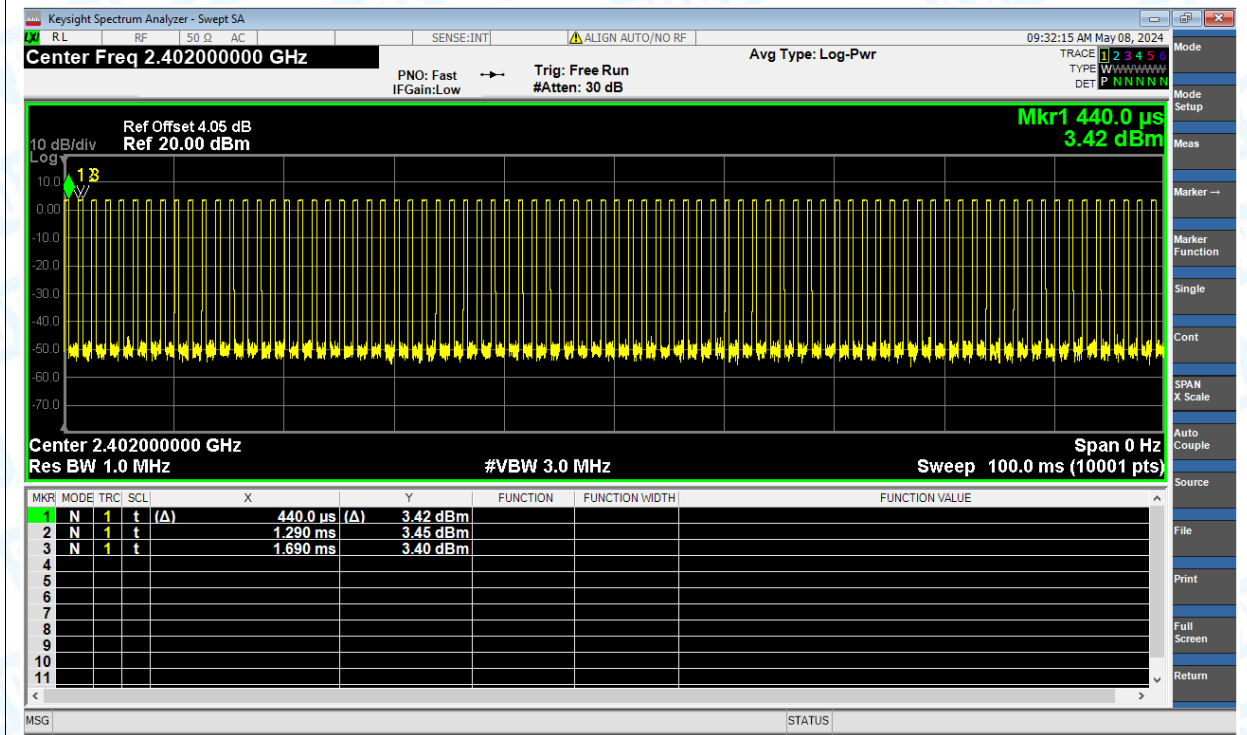 Keysight Spectrum Analyzer - Swept SA
LXI RL RF 50 Ω AC SENSE:INT ALIGN AUTO/NO RF 09:32:15 AM May 08, 2024
Center Freq 2.402000000 GHz
PNO: Fast
IFGain:Low
Trig: Free Run
#Atten: 30 dB
Avg Type: Log-Pwr
TRACE 1 2 3 4 5 6
TYPE WWWWWW
DET P N N N N N
Ref Offset 4.05 dB
Ref 20.00 dBm
10 dB/div
Log
Mkr1 440.0 µs
3.42 dBm
1 2 3
10.0
0.00
-10.0
-20.0
-30.0
-40.0
-50.0
-60.0
-70.0
Center 2.402000000 GHz Span 0 Hz
Res BW 1.0 MHz #VBW 3.0 MHz Sweep 100.0 ms (10001 pts)
MKR MODE TRC SCL X Y FUNCTION FUNCTION WIDTH FUNCTION VALUE
1 N 1 t (Δ) 440.0 µs (Δ) 3.42 dBm
2 N 1 t 1.290 ms 3.45 dBm
3 N 1 t 1.690 ms 3.40 dBm
4
5
6
7
8
9
10
11
MSG STATUS
Mode
Mode
Setup
Meas
Marker →
Marker
Function
Single
Cont
SPAN
X Scale
Auto
Couple
Source
File
Print
Full
Screen
Return